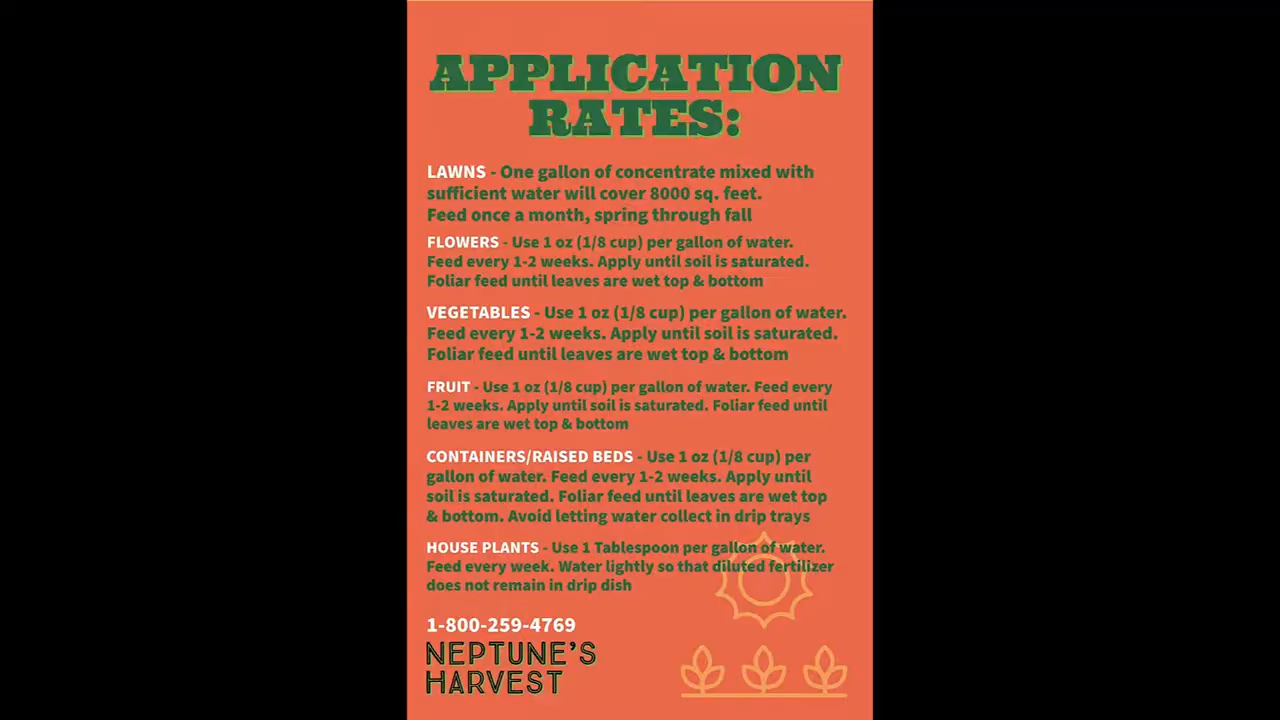 APPLICATION
RATES:
LAWNS - One gallon of concentrate mixed with
sufficient water will cover 8000 sq. feet.
Feed once a month, spring through fall
FLOWERS - Use 1 oz (1/8 cup) per gallon of water.
Feed every 1-2 weeks. Apply until soil is saturated.
Foliar feed until leaves are wet top & bottom
VEGETABLES - Use 1 oz (1/8 cup) per gallon of water.
Feed every 1-2 weeks. Apply until soil is saturated.
Foliar feed until leaves are wet top & bottom
FRUIT - Use 1 oz (1/8 cup) per gallon of water. Feed every
1-2 weeks. Apply until soil is saturated. Foliar feed until
leaves are wet top & bottom
CONTAINERS/RAISED BEDS - Use 1 oz (1/8 cup) per
gallon of water. Feed every 1-2 weeks. Apply until
soil is saturated. Foliar feed until leaves are wet top
& bottom. Avoid letting water collect in drip trays
HOUSE PLANTS - Use 1 Tablespoon per gallon of water.
Feed every week. Water lightly so that diluted fertilizer
does not remain in drip dish
1-800-259-4769
NEPTUNE'S
HARVEST